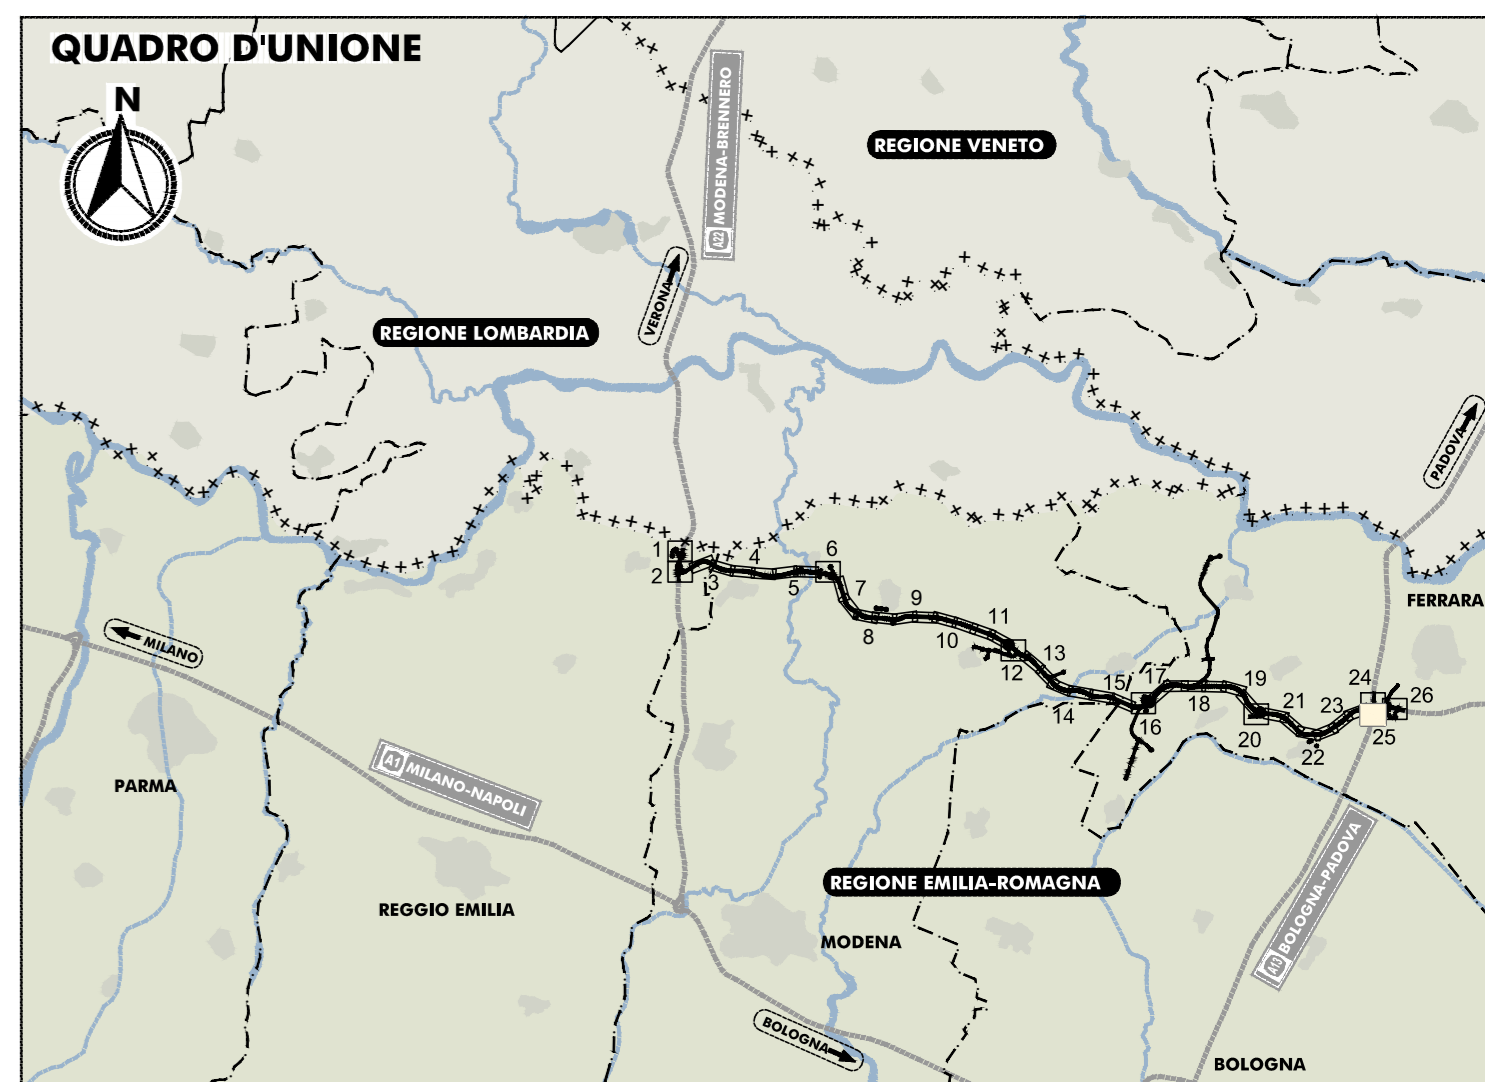 QUADRO D'UNIONE
N
A22 MODENA-BRENNERO
REGIONE VENETO
VERONA
REGIONE LOMBARDIA
PADOVA
1
2
3
4
5
6
7
8
9
10
11
12
13
14
15
16
17
18
19
20
21
22
23
24
25
26
FERRARA
MILANO
PARMA
A1 MILANO-NAPOLI
REGGIO EMILIA
REGIONE EMILIA-ROMAGNA
MODENA
A13 BOLOGNA-PADOVA
BOLOGNA
BOLOGNA